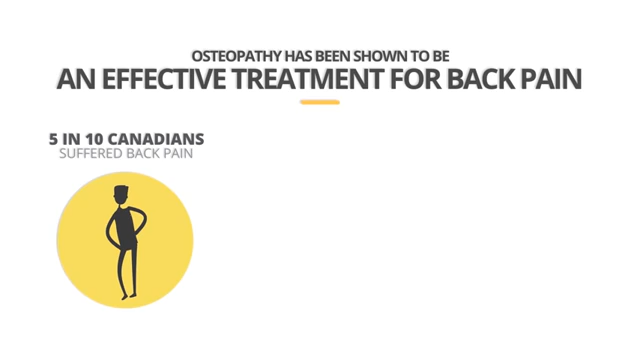 OSTEOPATHY HAS BEEN SHOWN TO BE
AN EFFECTIVE TREATMENT FOR BACK PAIN
5 IN 10 CANADIANS
SUFFERED BACK PAIN